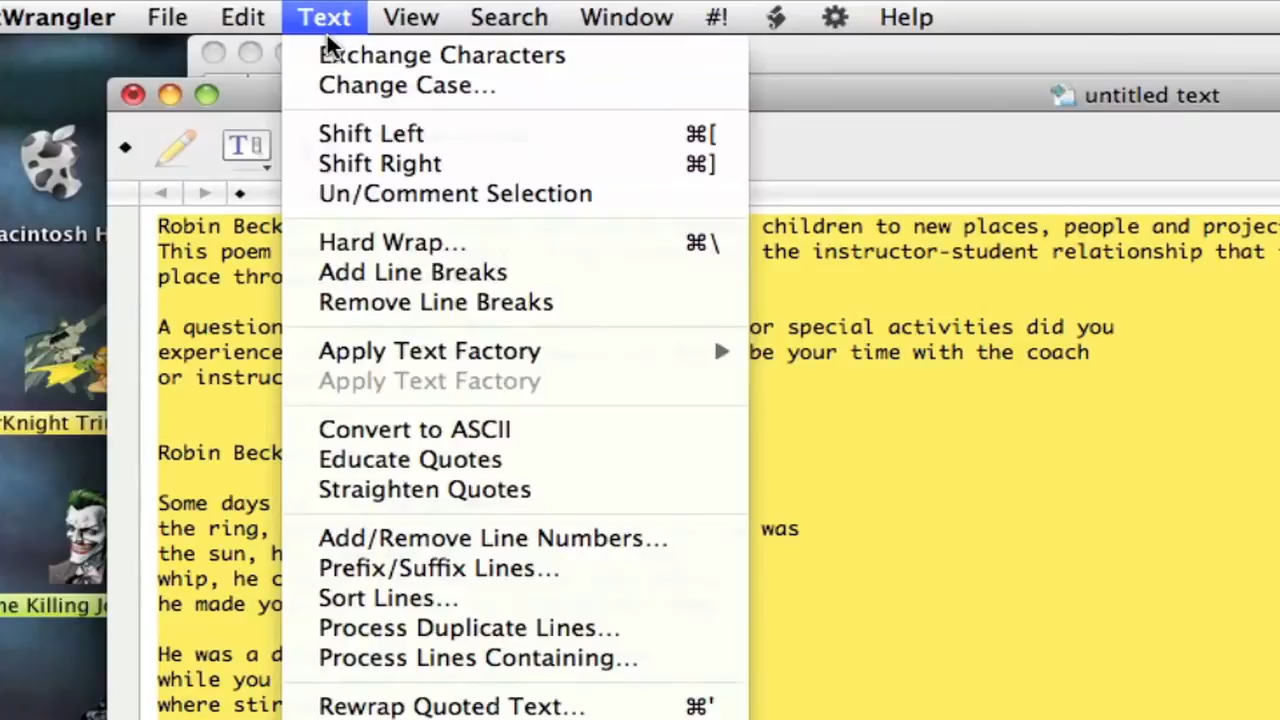 Wrangler File Edit Text View Search Window #! Help
untitled text
Exchange Characters
Change Case...
Shift Left ⌘[
Shift Right ⌘]
Un/Comment Selection
Hard Wrap... ⌘\
Add Line Breaks
Remove Line Breaks
Apply Text Factory ▶
Apply Text Factory
Convert to ASCII
Educate Quotes
Straighten Quotes
Add/Remove Line Numbers...
Prefix/Suffix Lines...
Sort Lines...
Process Duplicate Lines...
Process Lines Containing...
Rewrap Quoted Text... ⌘'
T
acintosh H
rKnight Tri
he Killing Jo
Robin Beck children to new places, people and projec
This poem the instructor-student relationship that
place thro
A question or special activities did you
experience be your time with the coach
or instruc
Robin Beck
Some days
the ring, was
the sun, h
whip, he c
he made yo
He was a d
while you
where stir